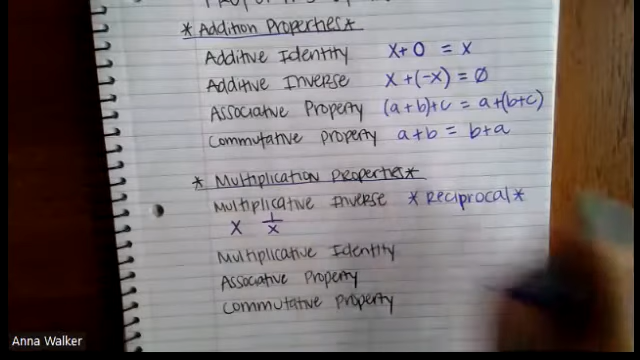 * Addition Properties *
Additive Identity x + 0 = x
Additive Inverse x + (-x) = 0
Associative Property (a+b)+c = a+(b+c)
Commutative Property a+b = b+a
* Multiplication Properties *
Multiplicative Inverse * Reciprocal *
x 1/x
Multiplicative Identity
Associative Property
Commutative Property
Anna Walker